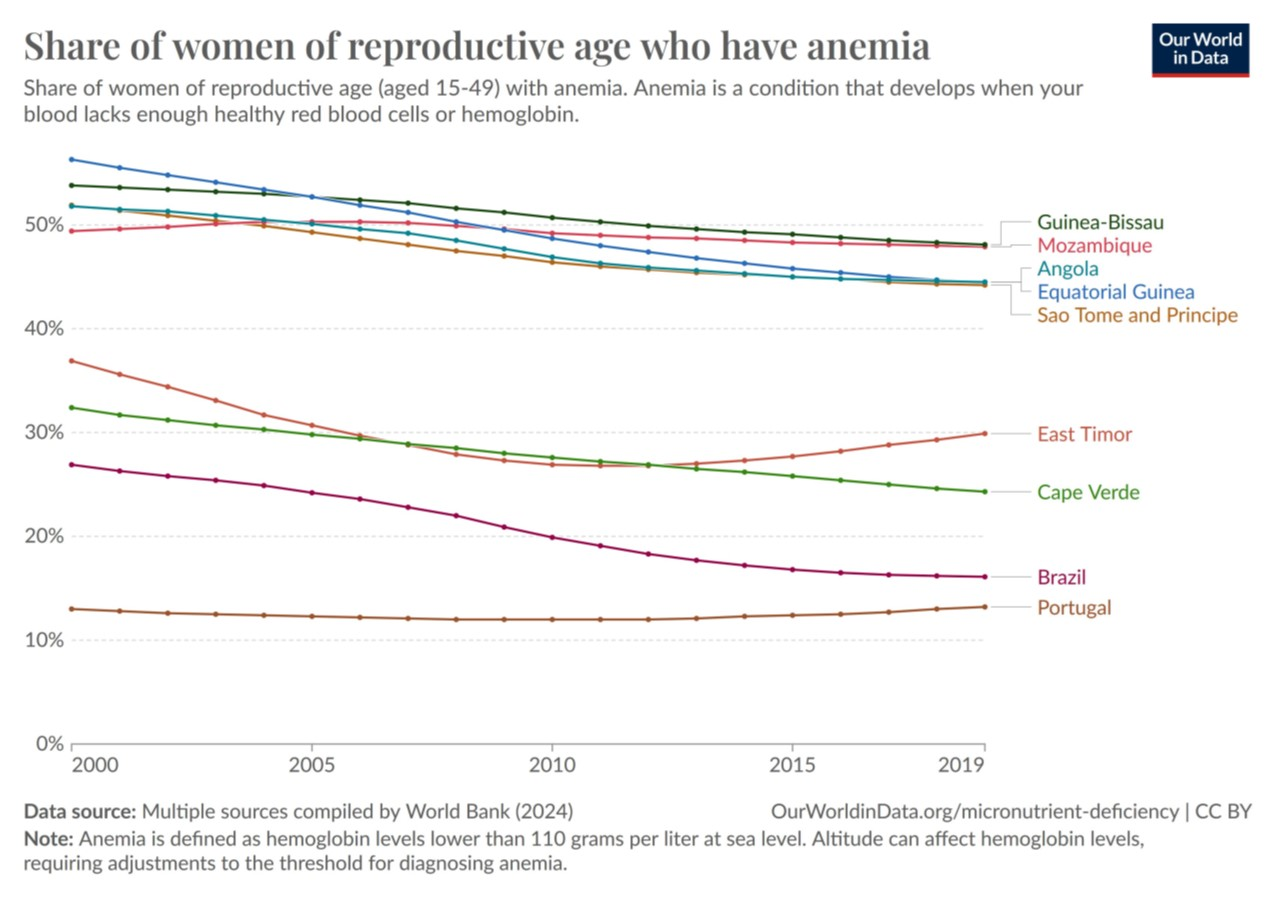 Share of women of reproductive age who have anemia
Our World
in Data
Share of women of reproductive age (aged 15-49) with anemia. Anemia is a condition that develops when your
blood lacks enough healthy red blood cells or hemoglobin.
50%
40%
30%
20%
10%
0%
Guinea-Bissau
Mozambique
Angola
Equatorial Guinea
Sao Tome and Principe
East Timor
Cape Verde
Brazil
Portugal
2000 2005 2010 2015 2019
Data source: Multiple sources compiled by World Bank (2024)
OurWorldinData.org/micronutrient-deficiency | CC BY
Note: Anemia is defined as hemoglobin levels lower than 110 grams per liter at sea level. Altitude can affect hemoglobin levels,
requiring adjustments to the threshold for diagnosing anemia.